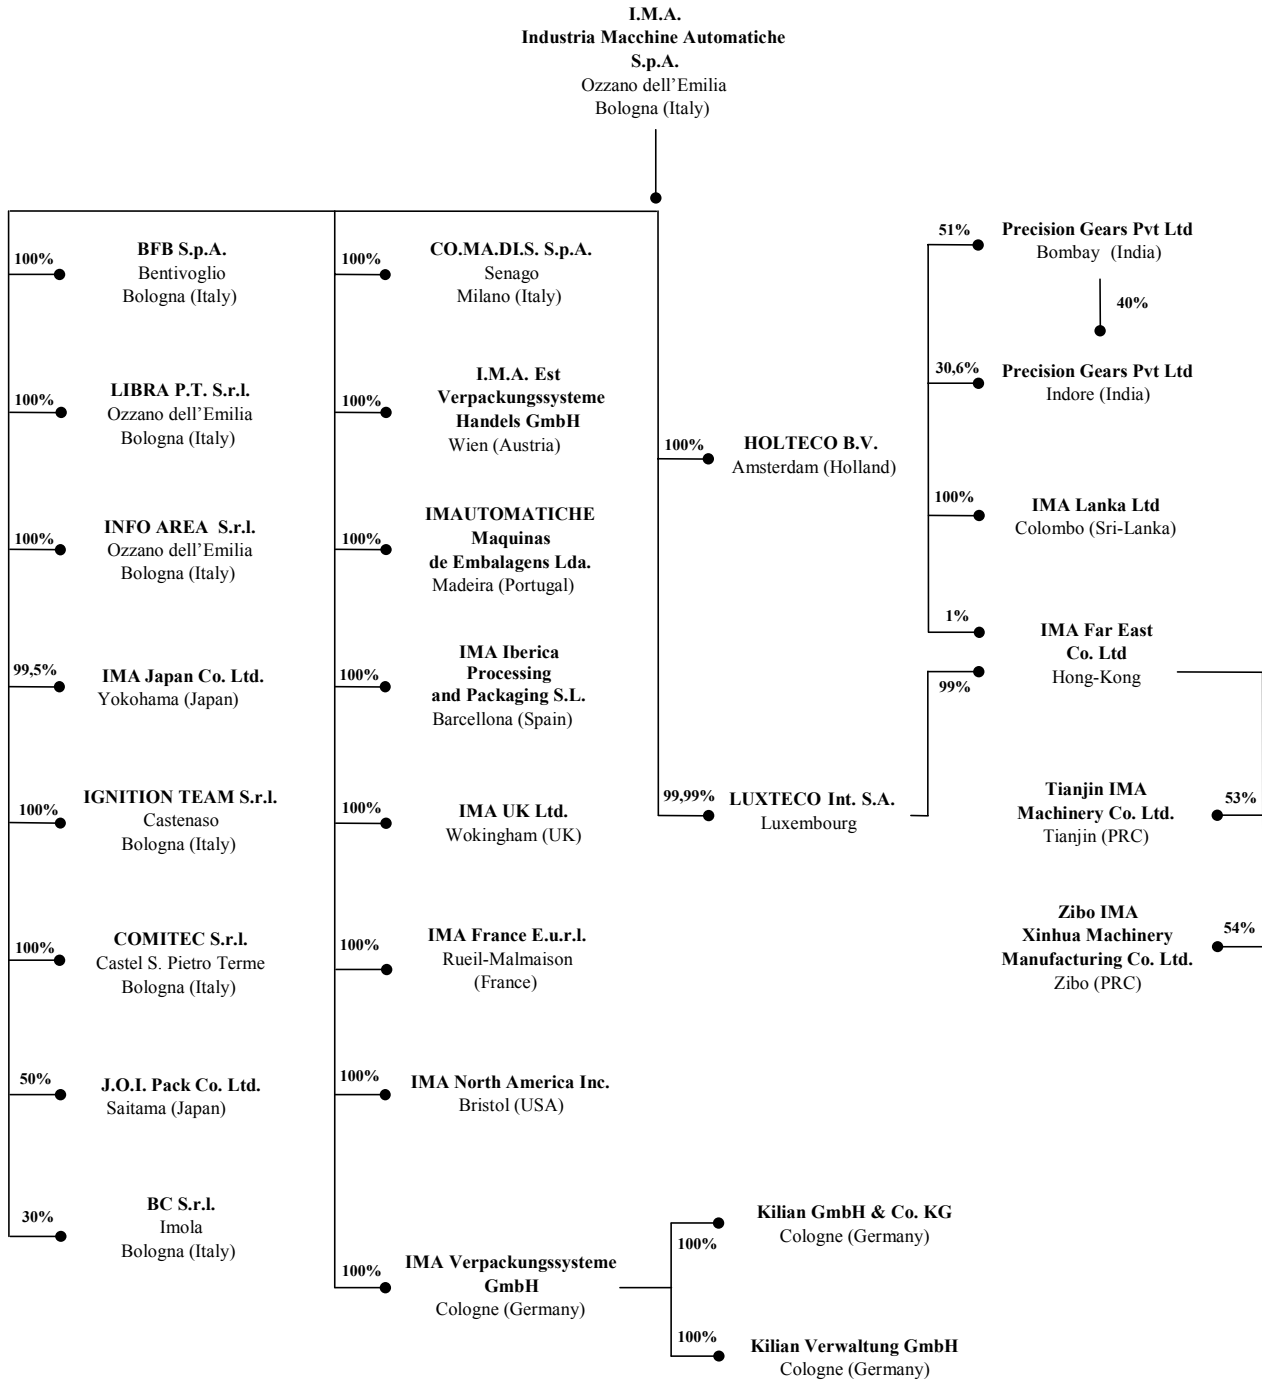 I.M.A.
Industria Macchine Automatiche
S.p.A.
Ozzano dell’Emilia
Bologna (Italy)
100%
BFB S.p.A.
Bentivoglio
Bologna (Italy)
100%
LIBRA P.T. S.r.l.
Ozzano dell’Emilia
Bologna (Italy)
100%
INFO AREA S.r.l.
Ozzano dell’Emilia
Bologna (Italy)
99,5%
IMA Japan Co. Ltd.
Yokohama (Japan)
100%
IGNITION TEAM S.r.l.
Castenaso
Bologna (Italy)
100%
COMITEC S.r.l.
Castel S. Pietro Terme
Bologna (Italy)
50%
J.O.I. Pack Co. Ltd.
Saitama (Japan)
30%
BC S.r.l.
Imola
Bologna (Italy)
100%
CO.MA.DI.S. S.p.A.
Senago
Milano (Italy)
100%
I.M.A. Est
Verpackungssysteme
Handels GmbH
Wien (Austria)
100%
IMAUTOMATICHE
Maquinas
de Embalagens Lda.
Madeira (Portugal)
100%
IMA Iberica
Processing
and Packaging S.L.
Barcellona (Spain)
100%
IMA UK Ltd.
Wokingham (UK)
100%
IMA France E.u.r.l.
Rueil-Malmaison
(France)
100%
IMA North America Inc.
Bristol (USA)
100%
IMA Verpackungssysteme
GmbH
Cologne (Germany)
100%
Kilian GmbH & Co. KG
Cologne (Germany)
100%
Kilian Verwaltung GmbH
Cologne (Germany)
100%
HOLTECO B.V.
Amsterdam (Holland)
99,99%
LUXTECO Int. S.A.
Luxembourg
51%
Precision Gears Pvt Ltd
Bombay (India)
40%
30,6%
Precision Gears Pvt Ltd
Indore (India)
100%
IMA Lanka Ltd
Colombo (Sri-Lanka)
1%
99%
IMA Far East
Co. Ltd
Hong-Kong
Tianjin IMA
Machinery Co. Ltd.
Tianjin (PRC)
53%
Zibo IMA
Xinhua Machinery
Manufacturing Co. Ltd.
Zibo (PRC)
54%